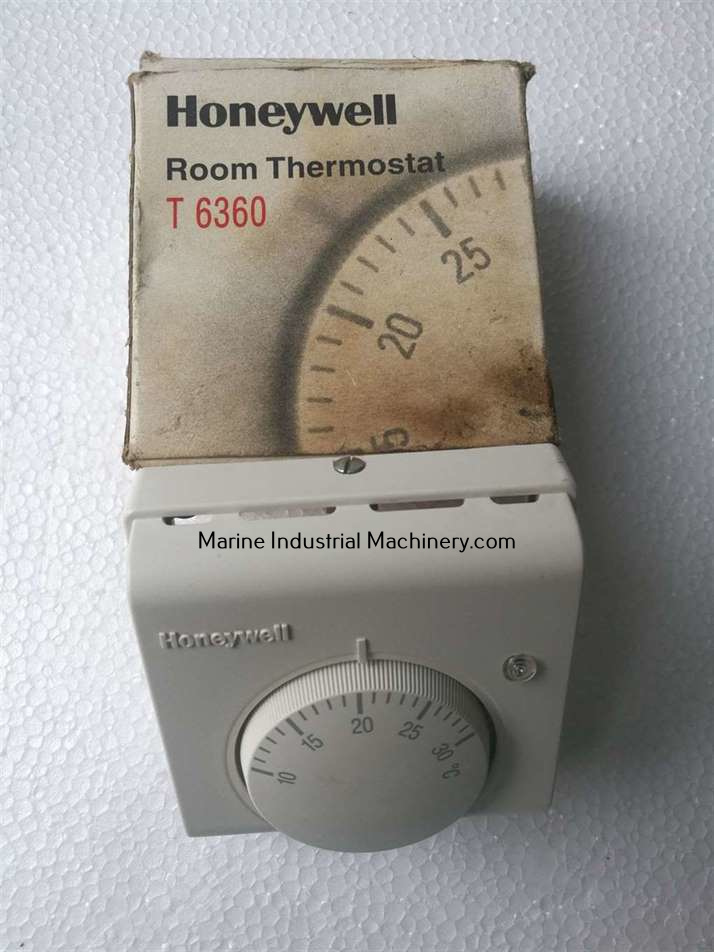 Honeywell
Room Thermostat
T 6360
25
20
Marine Industrial Machinery.com
Honeywell
10 15 20 25 30 °C